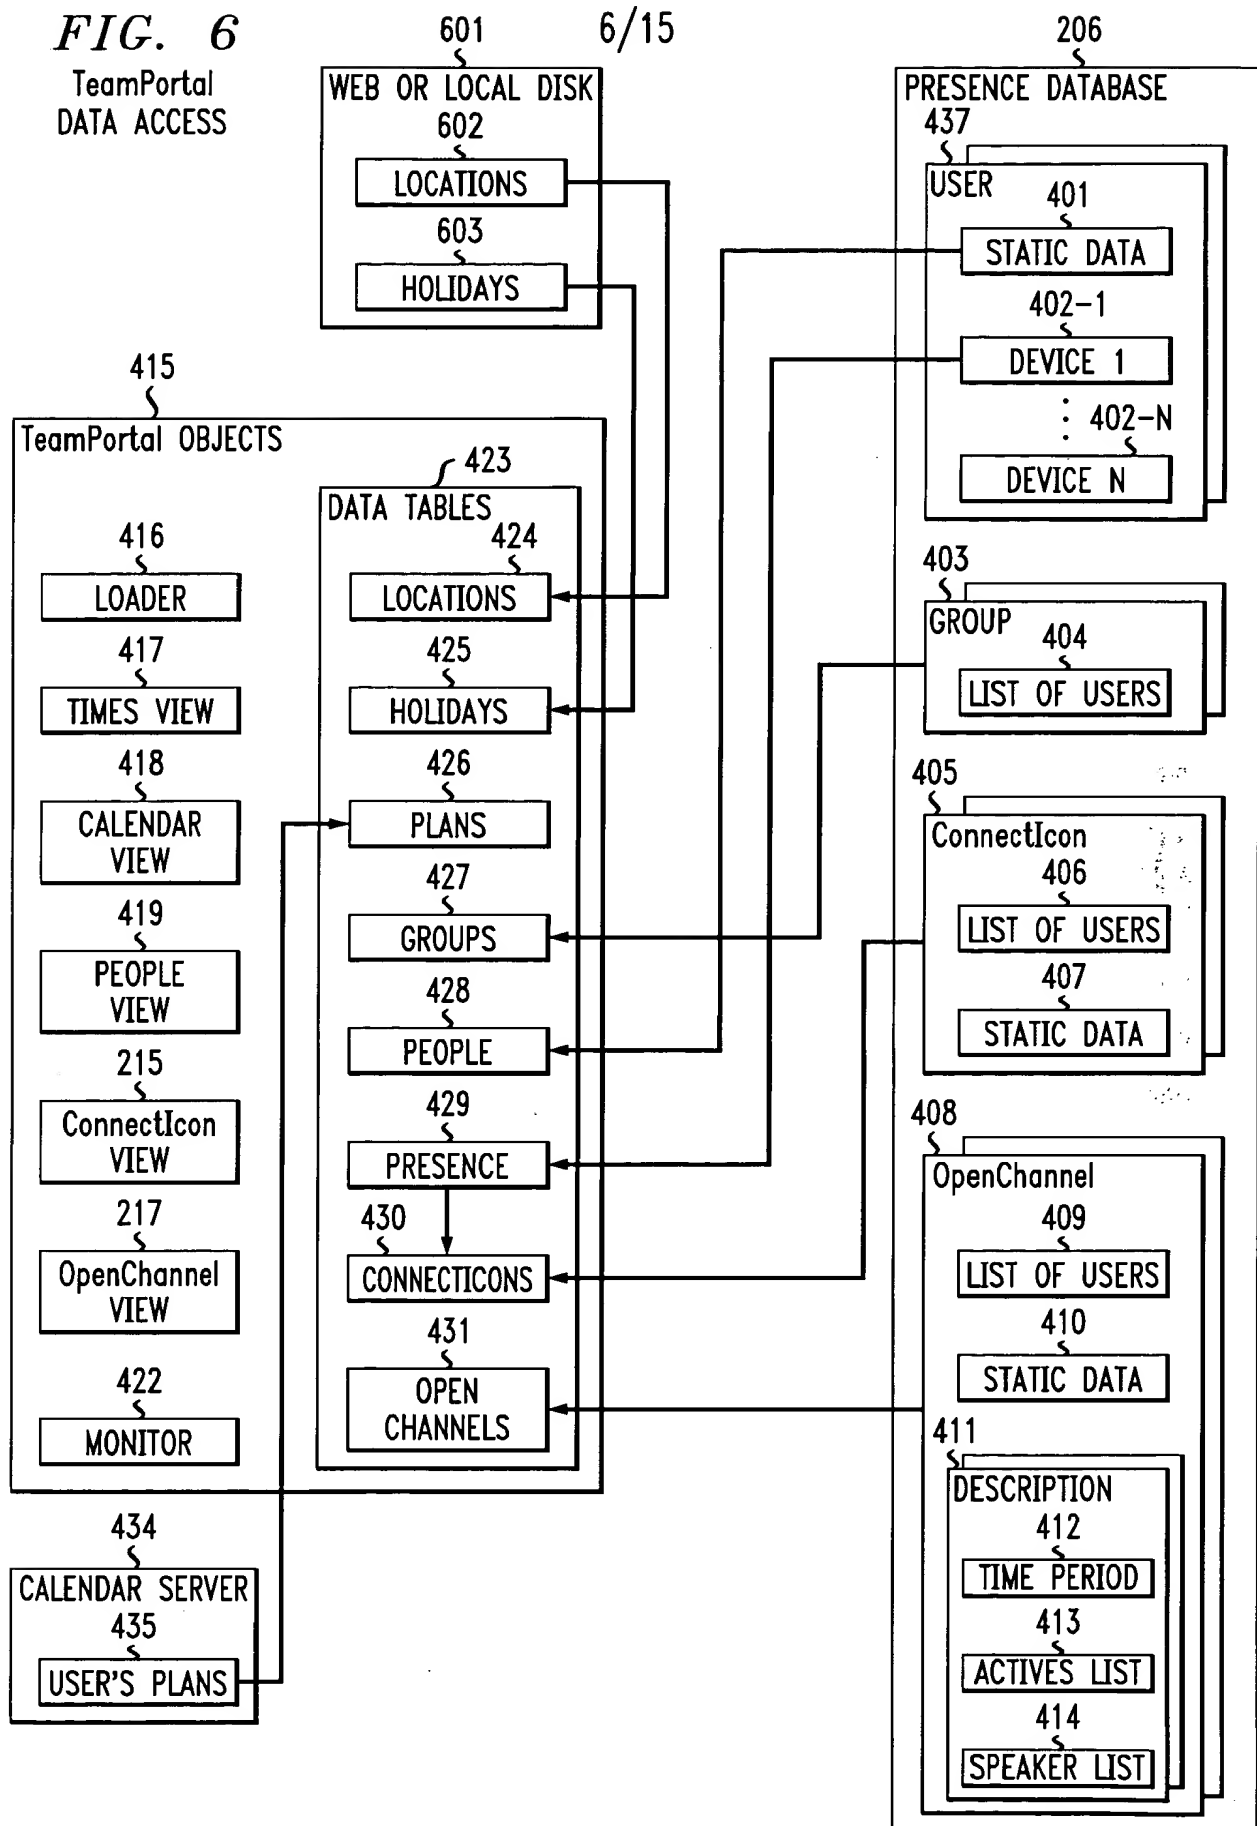 FIG. 6
6/15
TeamPortal
DATA ACCESS
601
WEB OR LOCAL DISK
602
LOCATIONS
603
HOLIDAYS
206
PRESENCE DATABASE
437
USER
401
STATIC DATA
402-1
DEVICE 1
402-N
DEVICE N
403
GROUP
404
LIST OF USERS
405
ConnectIcon
406
LIST OF USERS
407
STATIC DATA
408
OpenChannel
409
LIST OF USERS
410
STATIC DATA
411
DESCRIPTION
412
TIME PERIOD
413
ACTIVES LIST
414
SPEAKER LIST
415
TeamPortal OBJECTS
416
LOADER
417
TIMES VIEW
418
CALENDAR
VIEW
419
PEOPLE
VIEW
215
ConnectIcon
VIEW
217
OpenChannel
VIEW
422
MONITOR
423
DATA TABLES
424
LOCATIONS
425
HOLIDAYS
426
PLANS
427
GROUPS
428
PEOPLE
429
PRESENCE
430
CONNECTICONS
431
OPEN
CHANNELS
434
CALENDAR SERVER
435
USER'S PLANS